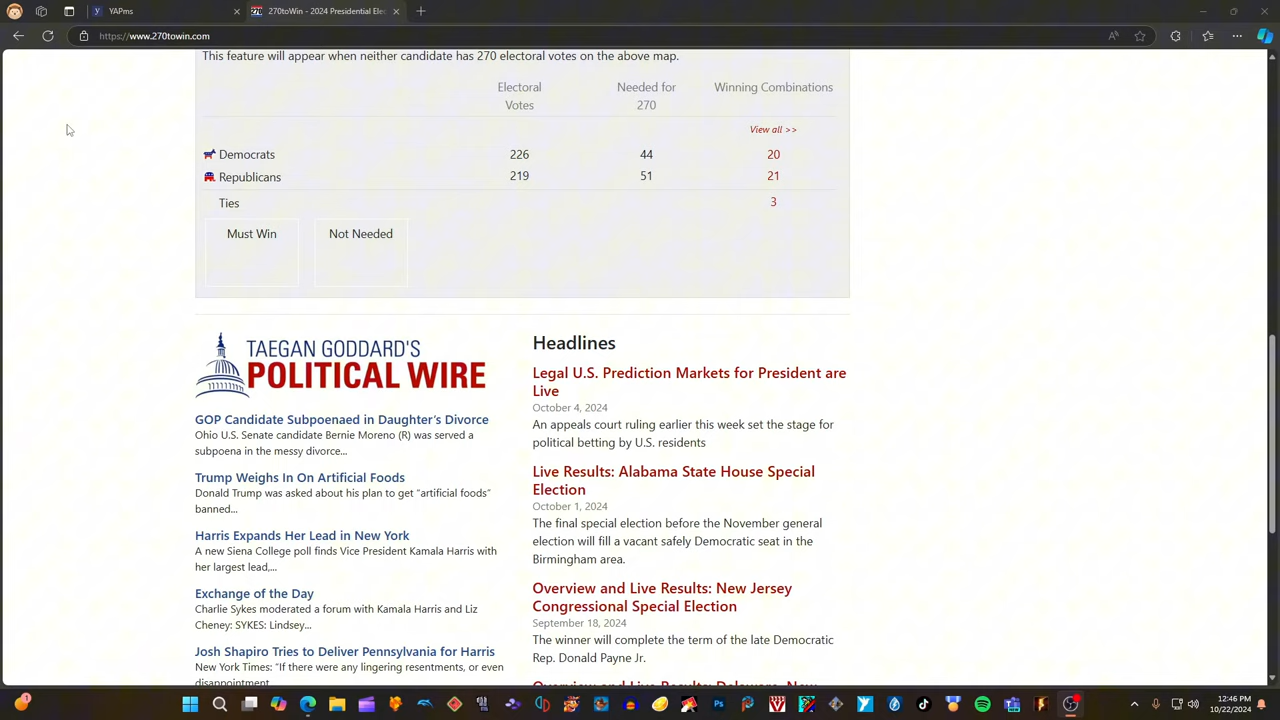 YAPms
270toWin - 2024 Presidential Ele
https://www.270towin.com
This feature will appear when neither candidate has 270 electoral votes on the above map.
Electoral Votes
Needed for 270
Winning Combinations
View all >>
Democrats 226 44 20
Republicans 219 51 21
Ties 3
Must Win
Not Needed
TAEGAN GODDARD'S
POLITICAL WIRE
GOP Candidate Subpoenaed in Daughter's Divorce
Ohio U.S. Senate candidate Bernie Moreno (R) was served a
subpoena in the messy divorce...
Trump Weighs In On Artificial Foods
Donald Trump was asked about his plan to get "artificial foods"
banned...
Harris Expands Her Lead in New York
A new Siena College poll finds Vice President Kamala Harris with
her largest lead,...
Exchange of the Day
Charlie Sykes moderated a forum with Kamala Harris and Liz
Cheney: SYKES: Lindsey...
Josh Shapiro Tries to Deliver Pennsylvania for Harris
New York Times: "If there were any lingering resentments, or even
disappointment
Headlines
Legal U.S. Prediction Markets for President are
Live
October 4, 2024
An appeals court ruling earlier this week set the stage for
political betting by U.S. residents
Live Results: Alabama State House Special
Election
October 1, 2024
The final special election before the November general
election will fill a vacant safely Democratic seat in the
Birmingham area.
Overview and Live Results: New Jersey
Congressional Special Election
September 18, 2024
The winner will complete the term of the late Democratic
Rep. Donald Payne Jr.
Overview and Live Results: Delaware, New
12:46 PM
10/22/2024